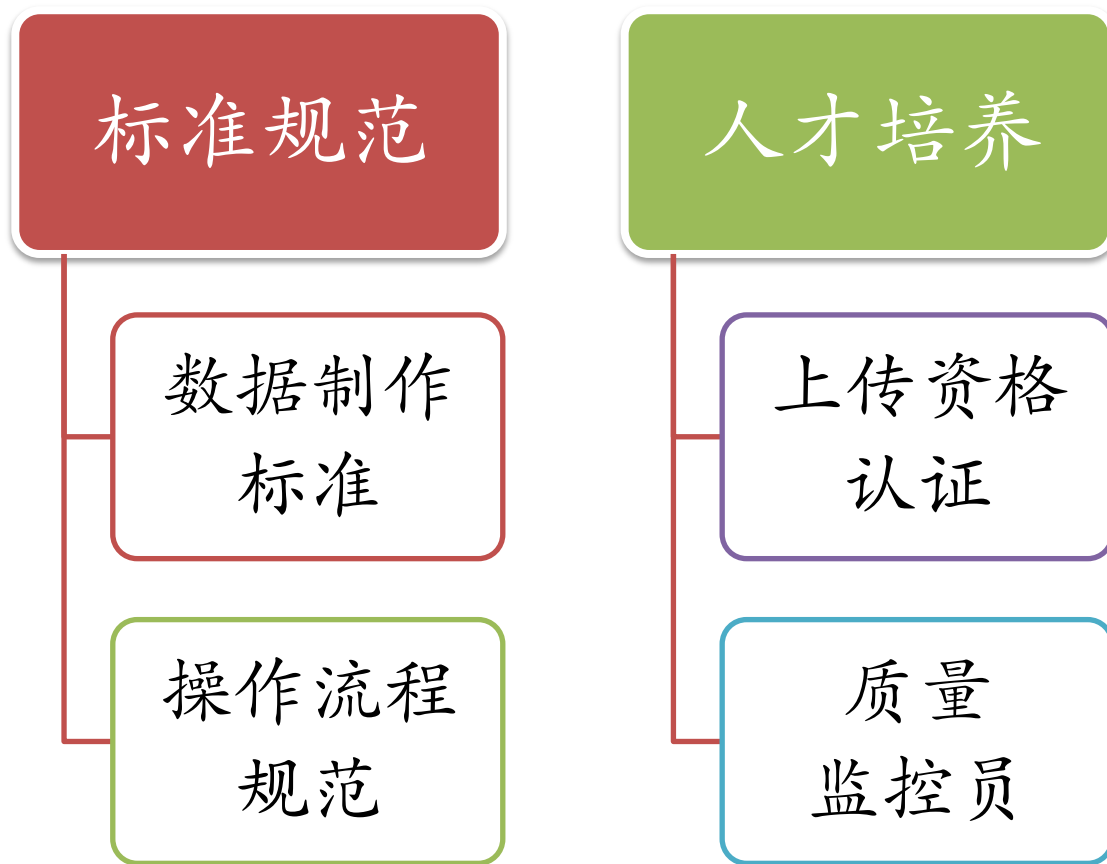 标准规范
数据制作
标准
操作流程
规范
人才培养
上传资格
认证
质量
监控员